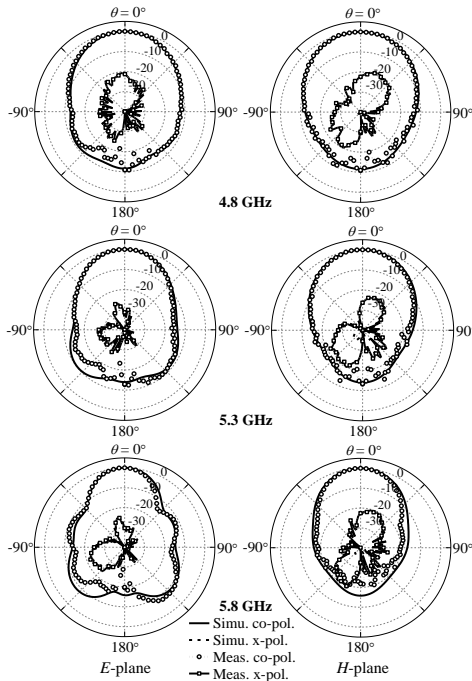 θ = 0° θ = 0°
0 0
-10 -10
-20 -20
-30 -30
-90° 90° -90° 90°
180° 180°
4.8 GHz
θ = 0° θ = 0°
0 0
-10 -10
-20 -20
-30 -30
-90° 90° -90° 90°
180° 180°
5.3 GHz
θ = 0° θ = 0°
0 0
-10 -10
-20 -20
-30 -30
-90° 90° -90° 90°
180° 180°
5.8 GHz
Simu. co-pol.
Simu. x-pol.
Meas. co-pol.
Meas. x-pol.
E-plane H-plane